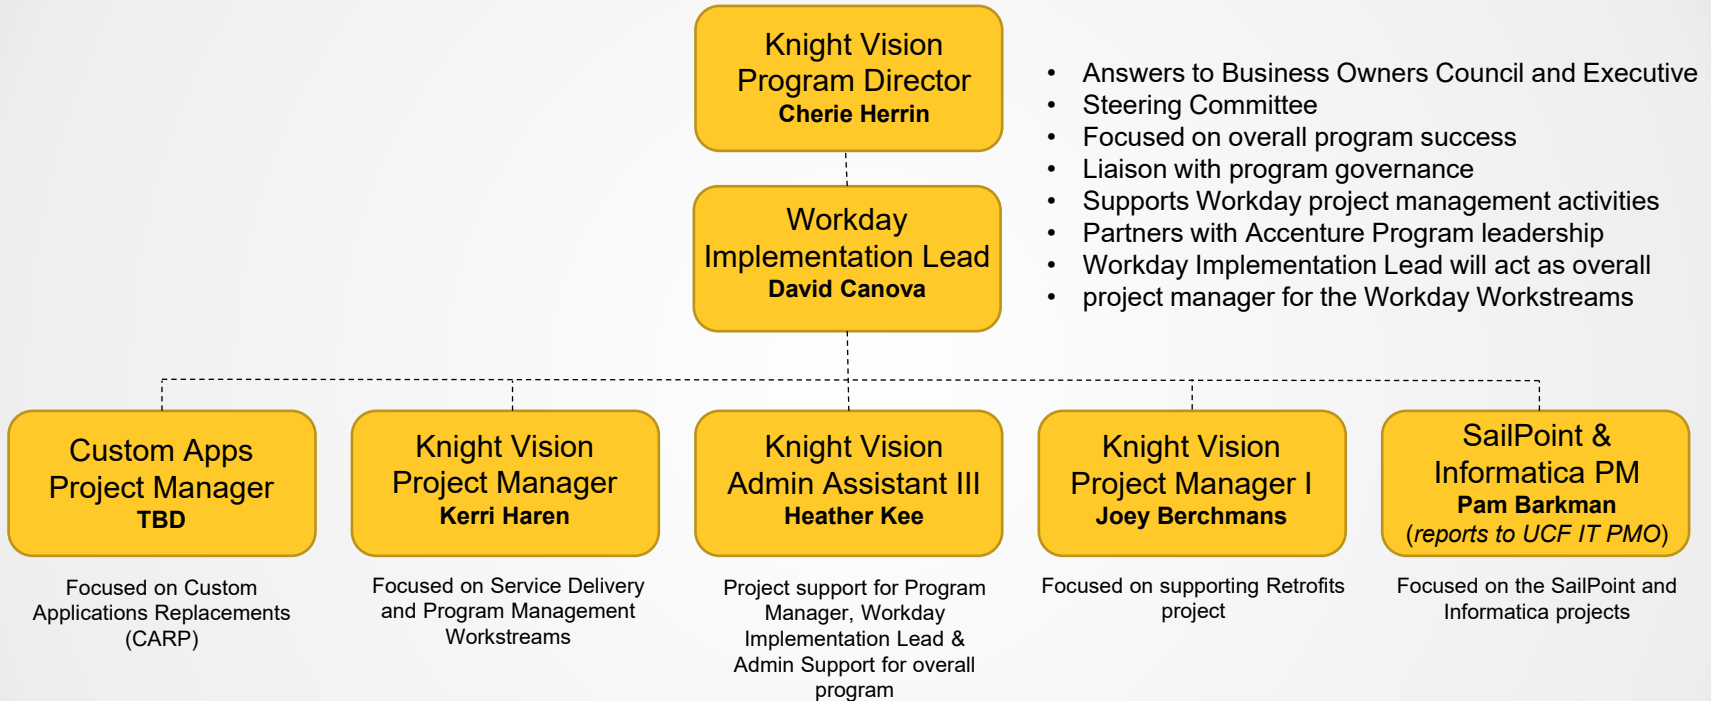 Knight Vision
Program Director
Cherie Herrin
• Answers to Business Owners Council and Executive
• Steering Committee
• Focused on overall program success
• Liaison with program governance
• Supports Workday project management activities
• Partners with Accenture Program leadership
• Workday Implementation Lead will act as overall
• project manager for the Workday Workstreams
Workday
Implementation Lead
David Canova
Custom Apps
Project Manager
TBD
Focused on Custom
Applications Replacements
(CARP)
Knight Vision
Project Manager
Kerri Haren
Focused on Service Delivery
and Program Management
Workstreams
Knight Vision
Admin Assistant III
Heather Kee
Project support for Program
Manager, Workday
Implementation Lead &
Admin Support for overall
program
Knight Vision
Project Manager I
Joey Berchmans
Focused on supporting Retrofits
project
SailPoint &
Informatica PM
Pam Barkman
(reports to UCF IT PMO)
Focused on the SailPoint and
Informatica projects